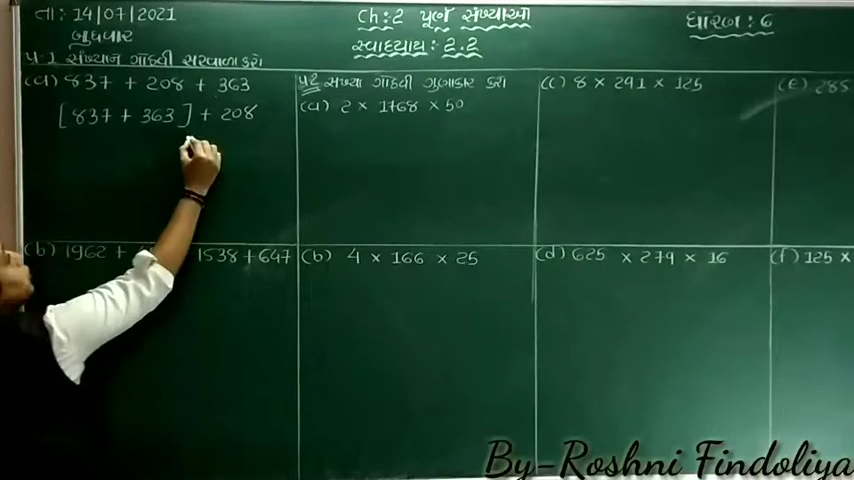 તા: 14/07/2021
બુધવાર
Ch:2 પૂર્ણ સંખ્યાઓ
સ્વાધ્યાય: 2.2
ધોરણ: 6
પ્ર-1 સંખ્યાને ગોઠવી સરવાળા કરો
(a) 837 + 208 + 363
[837 + 363] + 208
(b) 1962 + 1538 + 647
પ્ર.2 સંખ્યા ગોઠવી ગુણાકાર કરો
(a) 2 × 1768 × 50
(b) 4 × 166 × 25
(c) 8 × 291 × 125
(d) 625 × 279 × 16
(e) 285
(f) 125 ×
By-Roshni Findoliya